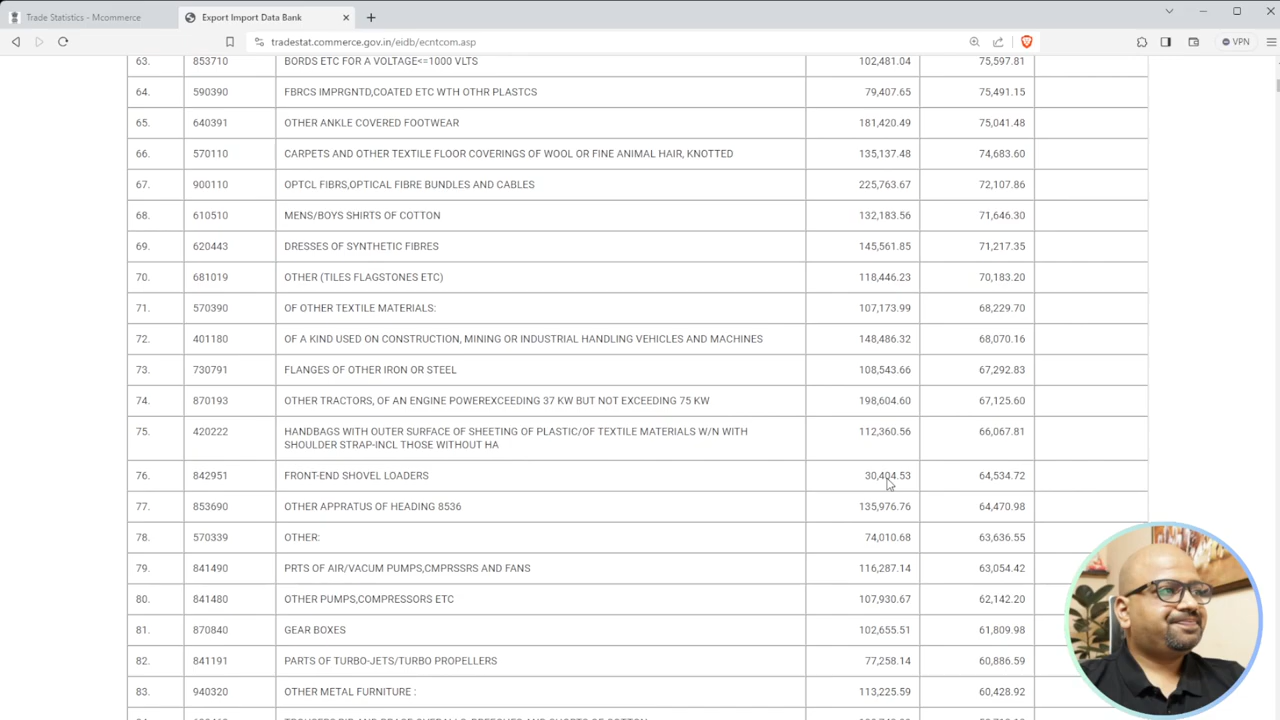 Trade Statistics - Mcommerce
Export Import Data Bank
tradestat.commerce.gov.in/eidb/ecntcom.asp
VPN
63. 853710 BORDS ETC FOR A VOLTAGE<=1000 VLTS 102,481.04 75,597.81
64. 590390 FBRCS IMPRGNTD,COATED ETC WTH OTHR PLASTCS 79,407.65 75,491.15
65. 640391 OTHER ANKLE COVERED FOOTWEAR 181,420.49 75,041.48
66. 570110 CARPETS AND OTHER TEXTILE FLOOR COVERINGS OF WOOL OR FINE ANIMAL HAIR, KNOTTED 135,137.48 74,683.60
67. 900110 OPTCL FIBRS,OPTICAL FIBRE BUNDLES AND CABLES 225,763.67 72,107.86
68. 610510 MENS/BOYS SHIRTS OF COTTON 132,183.56 71,646.30
69. 620443 DRESSES OF SYNTHETIC FIBRES 145,561.85 71,217.35
70. 681019 OTHER (TILES FLAGSTONES ETC) 118,446.23 70,183.20
71. 570390 OF OTHER TEXTILE MATERIALS: 107,173.99 68,229.70
72. 401180 OF A KIND USED ON CONSTRUCTION, MINING OR INDUSTRIAL HANDLING VEHICLES AND MACHINES 148,486.32 68,070.16
73. 730791 FLANGES OF OTHER IRON OR STEEL 108,543.66 67,292.83
74. 870193 OTHER TRACTORS, OF AN ENGINE POWEREXCEEDING 37 KW BUT NOT EXCEEDING 75 KW 198,604.60 67,125.60
75. 420222 HANDBAGS WITH OUTER SURFACE OF SHEETING OF PLASTIC/OF TEXTILE MATERIALS W/N WITH 112,360.56 66,067.81
SHOULDER STRAP-INCL THOSE WITHOUT HA
76. 842951 FRONT-END SHOVEL LOADERS 30,404.53 64,534.72
77. 853690 OTHER APPRATUS OF HEADING 8536 135,976.76 64,470.98
78. 570339 OTHER: 74,010.68 63,636.55
79. 841490 PRTS OF AIR/VACUM PUMPS,CMPRSSRS AND FANS 116,287.14 63,054.42
80. 841480 OTHER PUMPS,COMPRESSORS ETC 107,930.67 62,142.20
81. 870840 GEAR BOXES 102,655.51 61,809.98
82. 841191 PARTS OF TURBO-JETS/TURBO PROPELLERS 77,258.14 60,886.59
83. 940320 OTHER METAL FURNITURE : 113,225.59 60,428.92